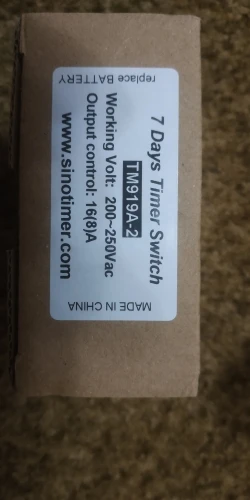 7 Days Timer Switch
TM919A-2
Working Volt: 200~250Vac
Output control: 16(8)A
www.sinotimer.com
replace BATTERY
MADE IN CHINA